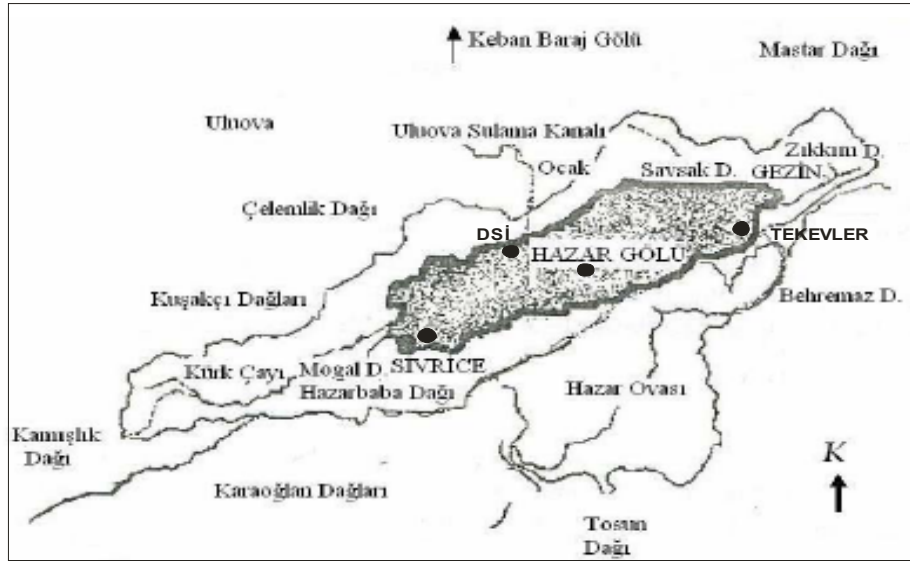 Keban Baraj Gölü
Mastar Dağı
Uluova
Uluova Sulama Kanalı
Zıkkım D.
Ocak
Savsak D.
GEZİN
Çelemlik Dağı
DSİ
TEKEVLER
HAZAR GÖLÜ
Kuşakçı Dağları
Behremaz D.
Kürk Çayı
Mogal D.
SİVRİCE
Hazarbaba Dağı
Hazar Ovası
Kamışlık
Dağı
K
Karaoğlan Dağları
Tosun
Dağı